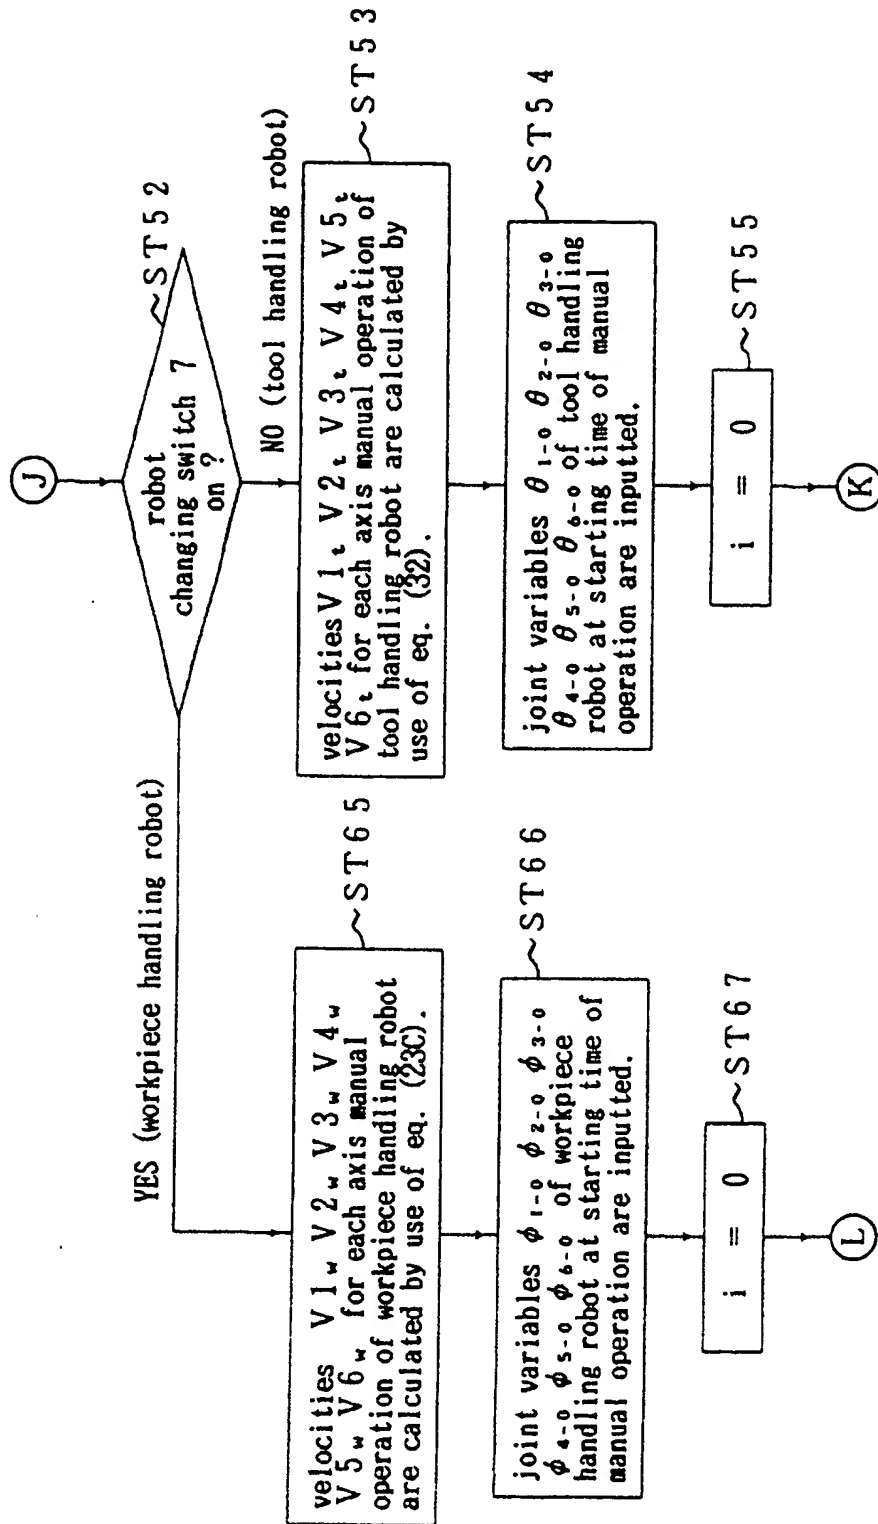 J
robot
changing switch 7
on ?
~ST52
NO (tool handling robot)
velocities V1t V2t V3t V4t V5t
V6t for each axis manual operation of
tool handling robot are calculated by
use of eq. (32).
~ST53
joint variables θ1-0 θ2-0 θ3-0
θ4-0 θ5-0 θ6-0 of tool handling
robot at starting time of manual
operation are inputted.
~ST54
i = 0
~ST55
K
YES (workpiece handling robot)
velocities V1w V2w V3w V4w
V5w V6w for each axis manual
operation of workpiece handling robot
are calculated by use of eq. (23C).
~ST65
joint variables ϕ1-0 ϕ2-0 ϕ3-0
ϕ4-0 ϕ5-0 ϕ6-0 of workpiece
handling robot at starting time of
manual operation are inputted.
~ST66
i = 0
~ST67
L